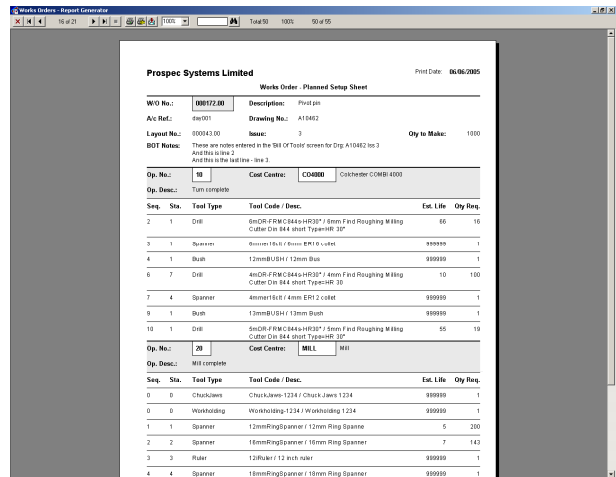 Works Orders - Report Generator
16 of 21 100% Total:50 100% 50 of 55
Prospec Systems Limited Print Date: 06/06/2005
Works Order - Planned Setup Sheet
W/O No.: 000172.00 Description: Pivot pin
A/c Ref.: day001 Drawing No.: A10462
Layout No.: 000043.00 Issue: 3 Qty to Make: 1000
BOT Notes: These are notes entered in the 'Bill Of Tools' screen for Drg: A10462 Iss 3
And this is line 2
And this is the last line - line 3.
Op. No.: 10 Cost Centre: CO4000 Colchester COMBI 4000
Op. Desc.: Turn complete
Seq. Sta. Tool Type Tool Code / Desc. Est. Life Qty Req.
2 1 Drill 6mDR-FRMC844s-HR30° / 6mm Find Roughing Milling 66 16
Cutter Din 844 short Type=HR 30°
3 1 Spanner 6mmer16clt / 6mm ER16 collet 999999 1
4 1 Bush 12mmBUSH / 12mm Bus 999999 1
6 7 Drill 4mDR-FRMC844s-HR30° / 4mm Find Roughing Milling 10 100
Cutter Din 844 short Type=HR 30
7 4 Spanner 4mmer16clt / 4mm ER12 collet 999999 1
9 1 Bush 13mmBUSH / 13mm Bush 999999 1
10 1 Drill 5mDR-FRMC844s-HR30° / 5mm Find Roughing Milling 55 19
Cutter Din 844 short Type=HR 30°
Op. No.: 20 Cost Centre: MILL Mill
Op. Desc.: Mill complete
Seq. Sta. Tool Type Tool Code / Desc. Est. Life Qty Req.
0 0 ChuckJaws ChuckJaws-1234 / Chuck Jaws 1234 999999 1
0 0 Workholding Workholding-1234 / Workholding 1234 999999 1
1 1 Spanner 12mmRingSpanner / 12mm Ring Spanne 5 200
2 2 Spanner 16mmRingSpanner / 16mm Ring Spanner 7 143
3 3 Ruler 12iRuler / 12 inch ruler 999999 1
4 4 Spanner 18mmRingSpanner / 18mm Ring Spanner 999999 1